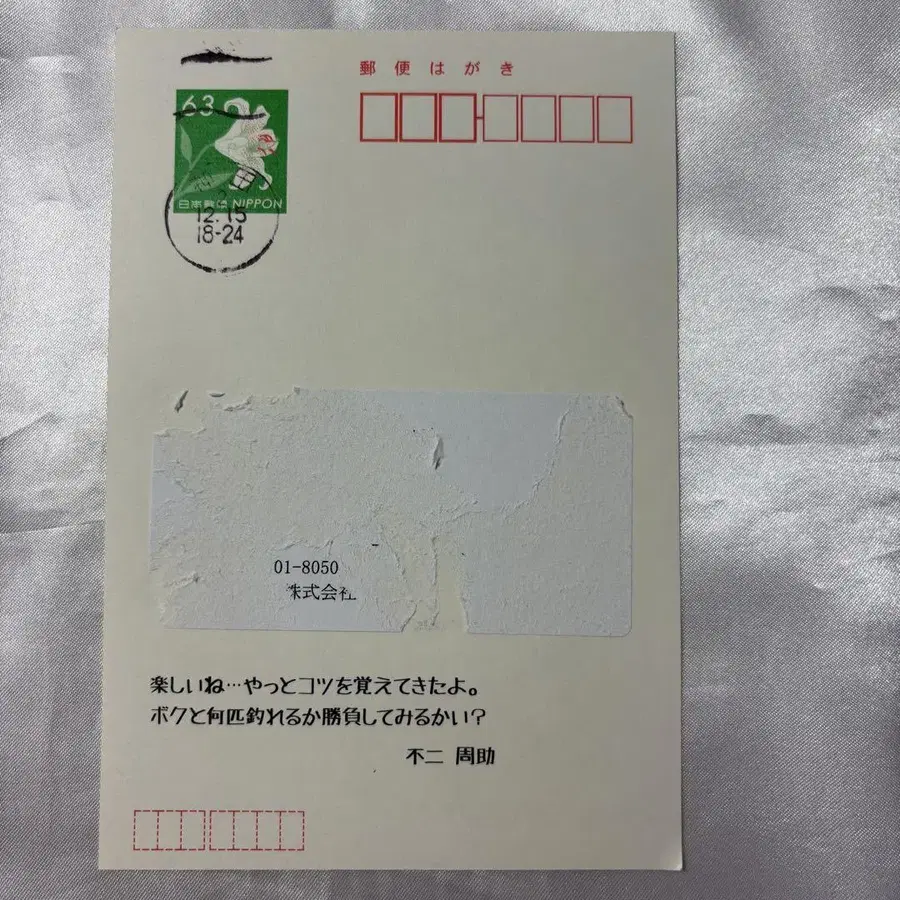 郵便はがき
63
日本郵便 NIPPON
12.15
18-24
01-8050
株式会社
楽しいね…やっとコツを覚えてきたよ。
ボクと何匹釣れるか勝負してみるかい?
不二 周助